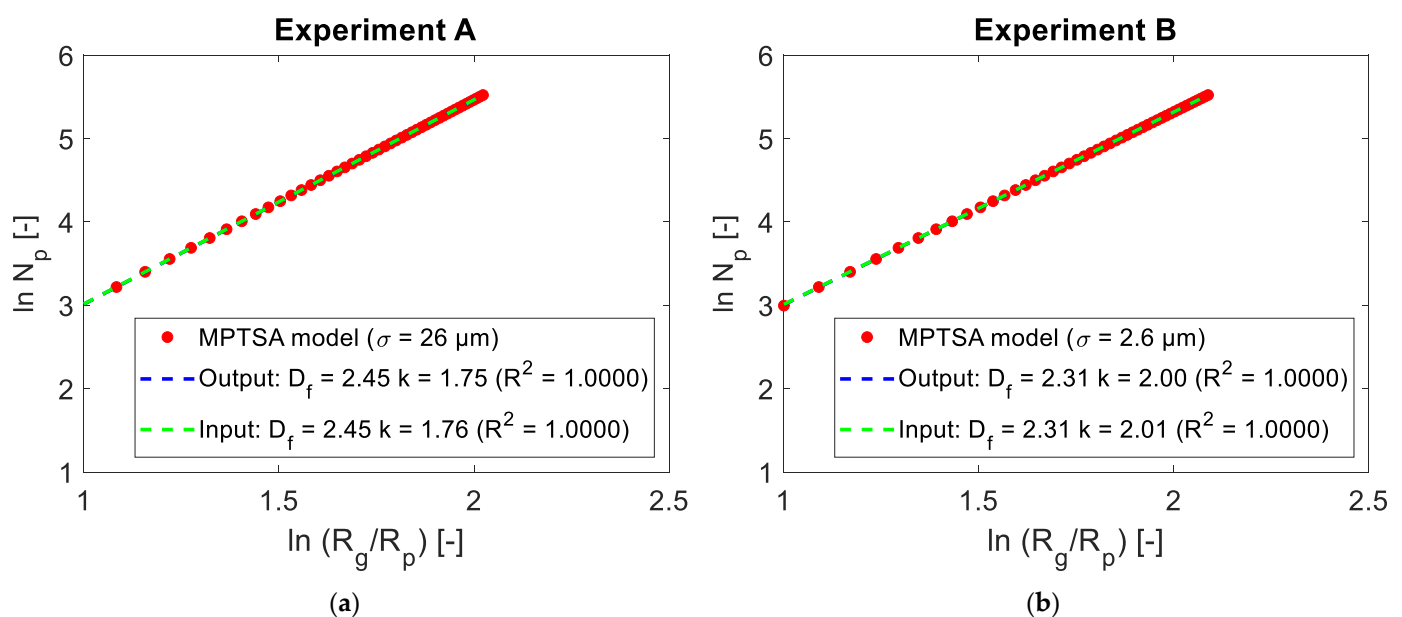 Experiment A
6
5
4
3
2
1
ln N_p [-]
MPTSA model (σ = 26 µm)
Output: D_f = 2.45 k = 1.75 (R^2 = 1.0000)
Input: D_f = 2.45 k = 1.76 (R^2 = 1.0000)
1 1.5 2 2.5
ln (R_g/R_p) [-]
(a)
Experiment B
6
5
4
3
2
1
ln N_p [-]
MPTSA model (σ = 2.6 µm)
Output: D_f = 2.31 k = 2.00 (R^2 = 1.0000)
Input: D_f = 2.31 k = 2.01 (R^2 = 1.0000)
1 1.5 2 2.5
ln (R_g/R_p) [-]
(b)